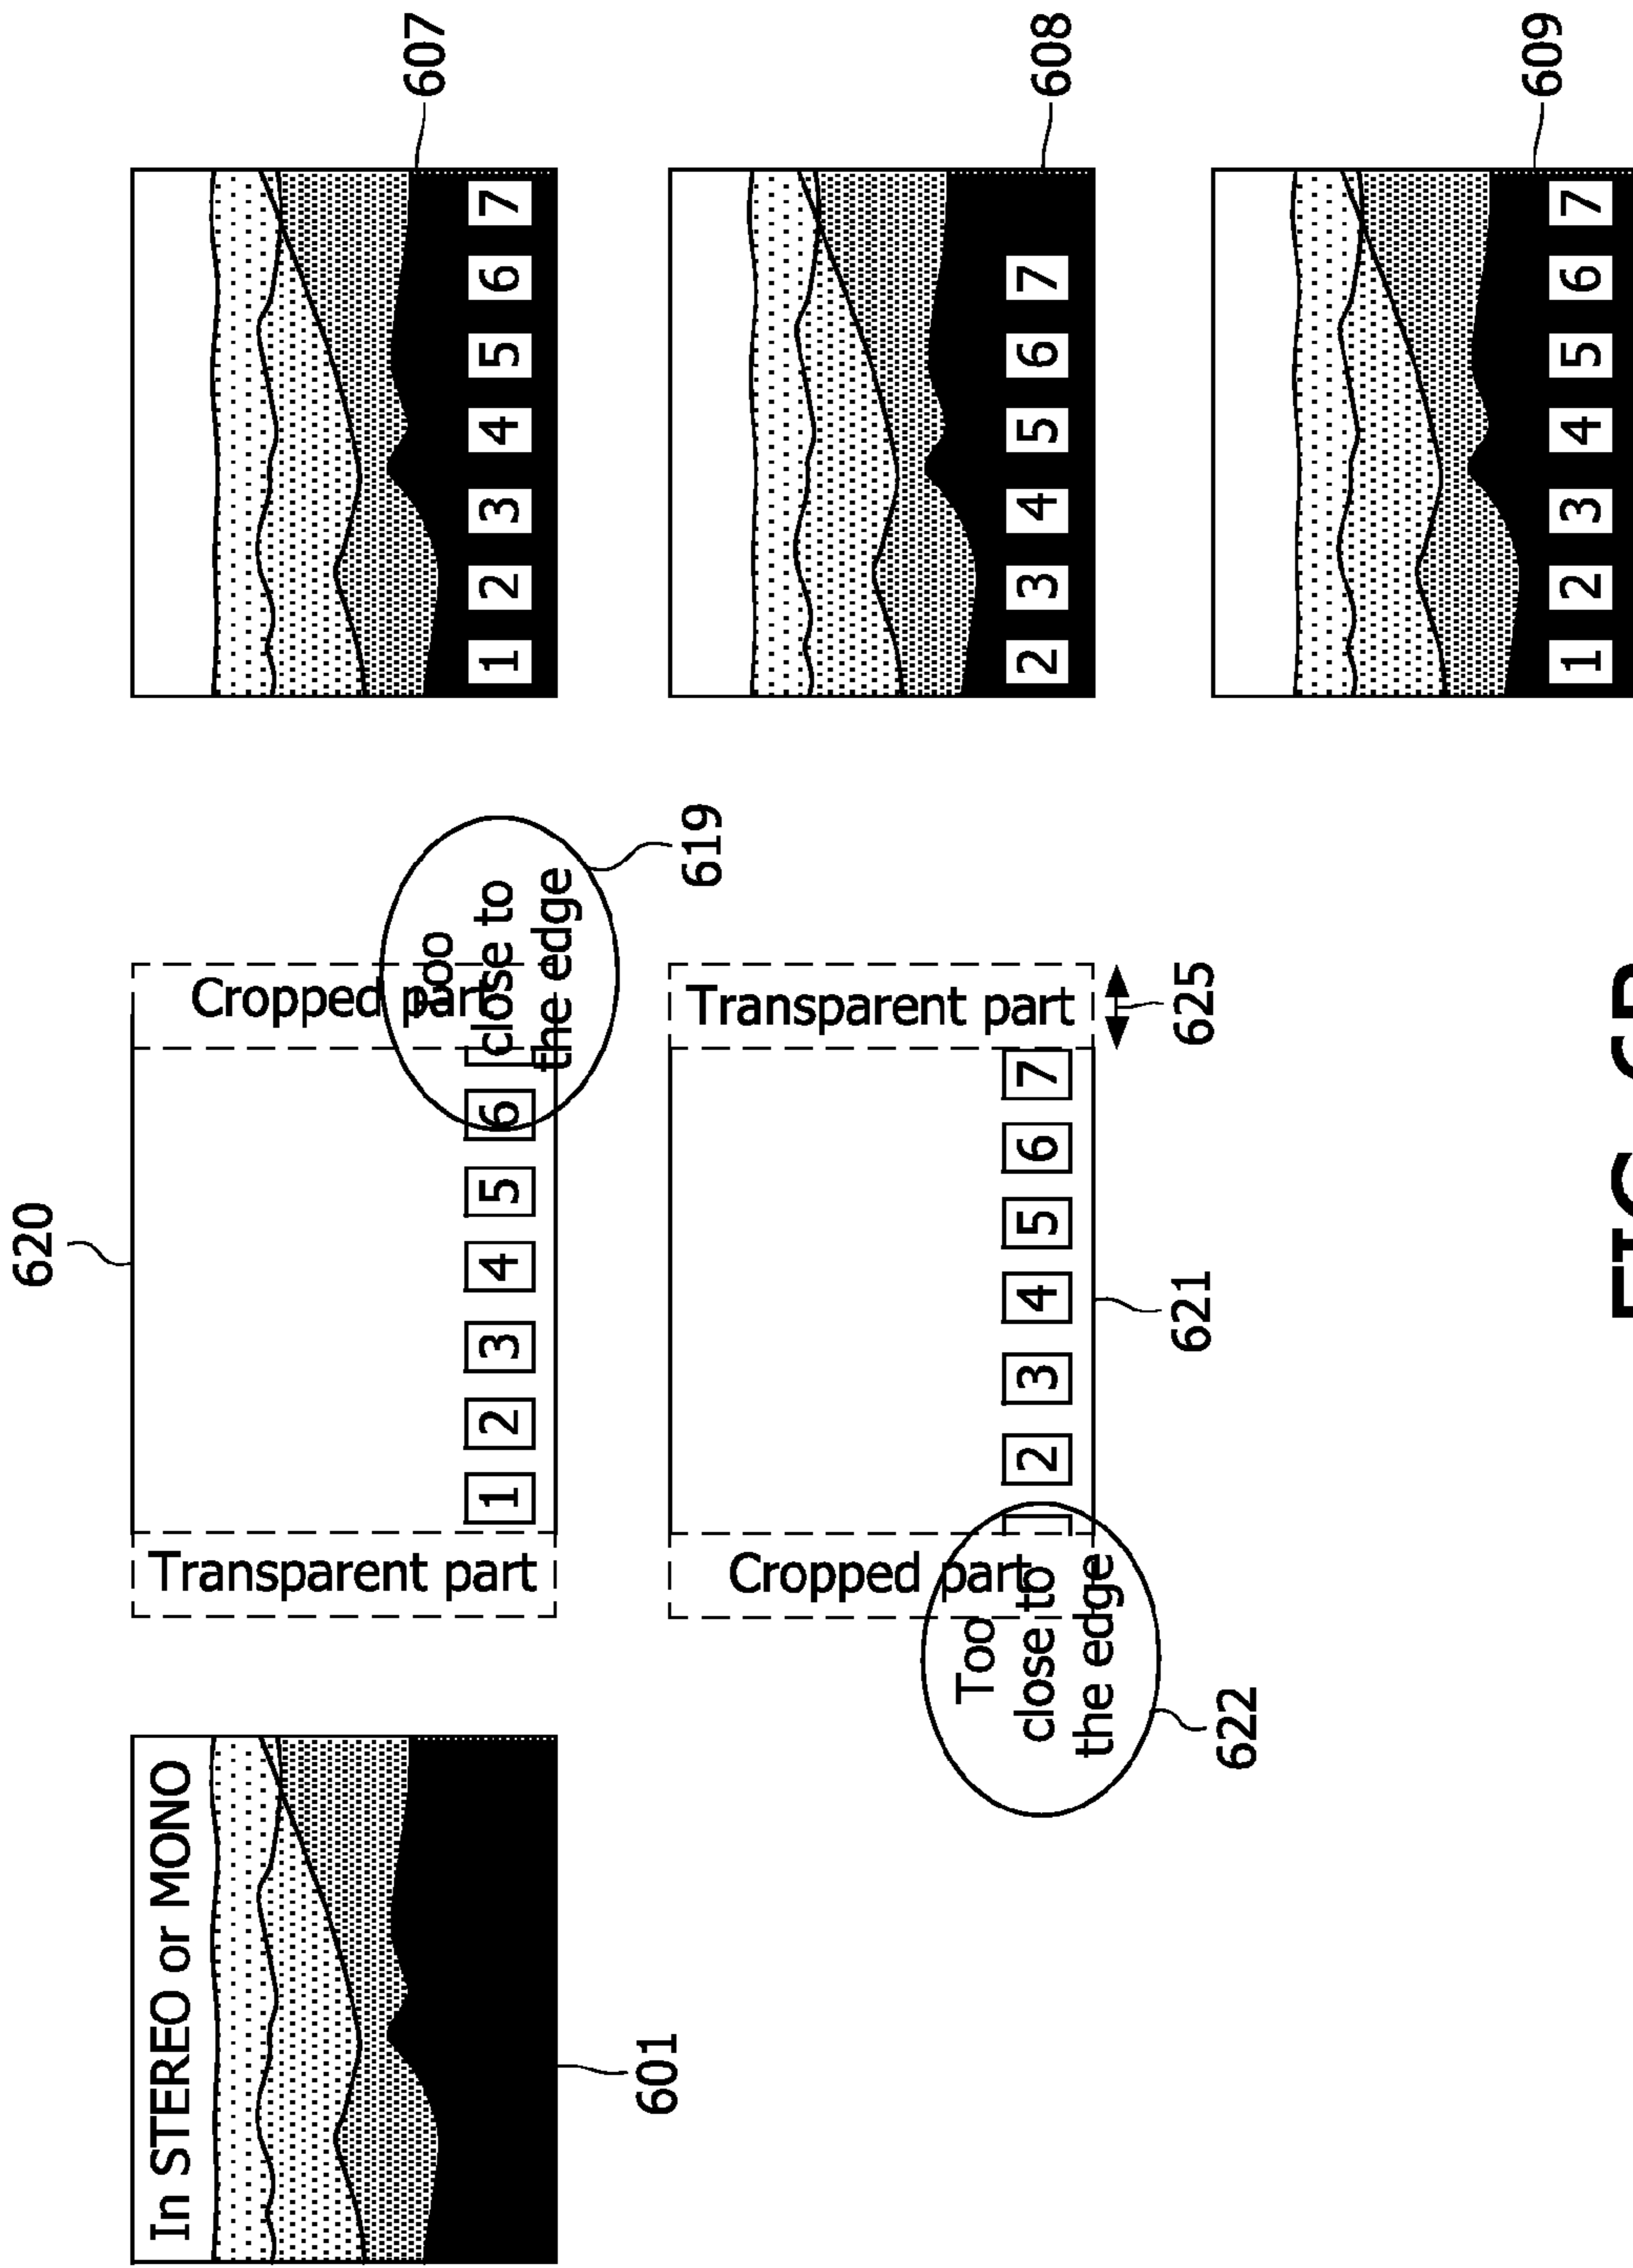 620
In STEREO or MONO
Transparent part
1 2 3 4 5 6
Cropped part
Too
close to
the edge
619
1 2 3 4 5 6 7
607
601
Cropped part
Too
close to
the edge
622
2 3 4 5 6 7
Transparent part
625
621
2 3 4 5 6 7
608
1 2 3 4 5 6 7
609